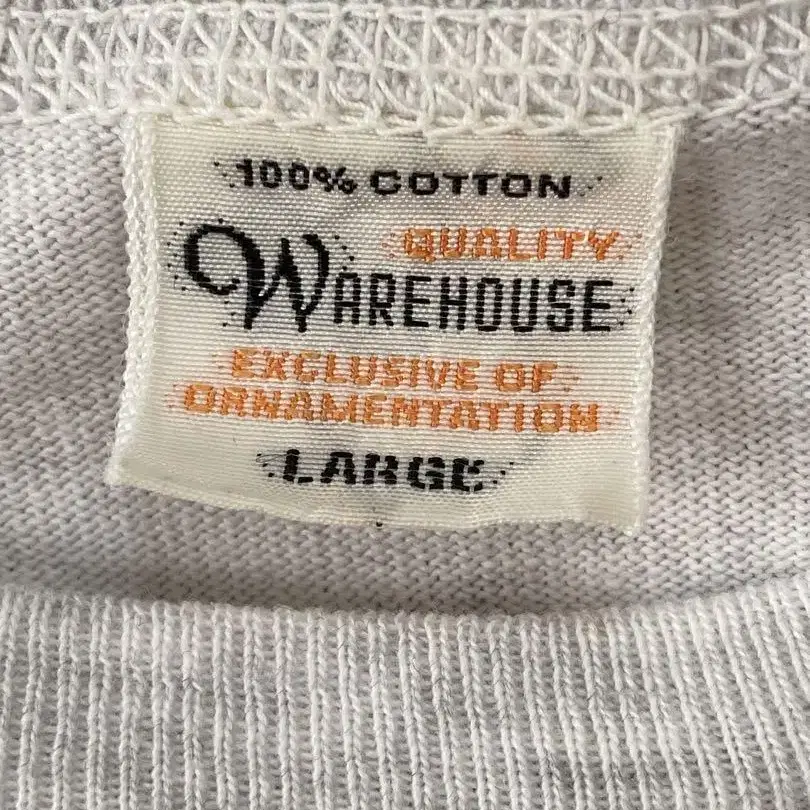 100% COTTON
QUALITY
WAREHOUSE
EXCLUSIVE OF
ORNAMENTATION
LARGE